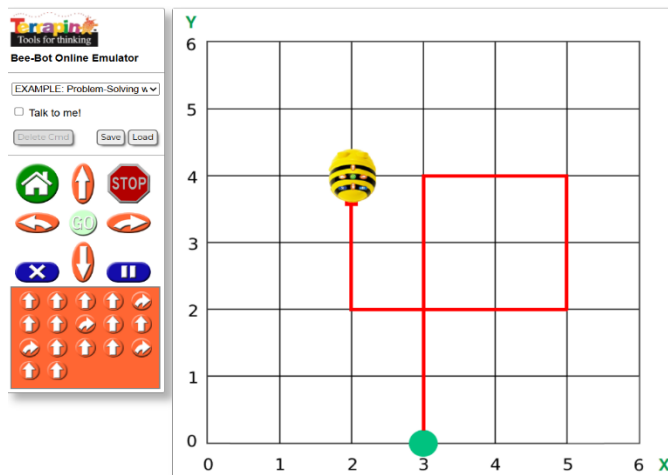 Terrapin
Tools for thinking
Bee-Bot Online Emulator
EXAMPLE: Problem-Solving w
Talk to me!
Delete Cmd Save Load
STOP
GO
Y
6
5
4
3
2
1
0
0 1 2 3 4 5 6 X